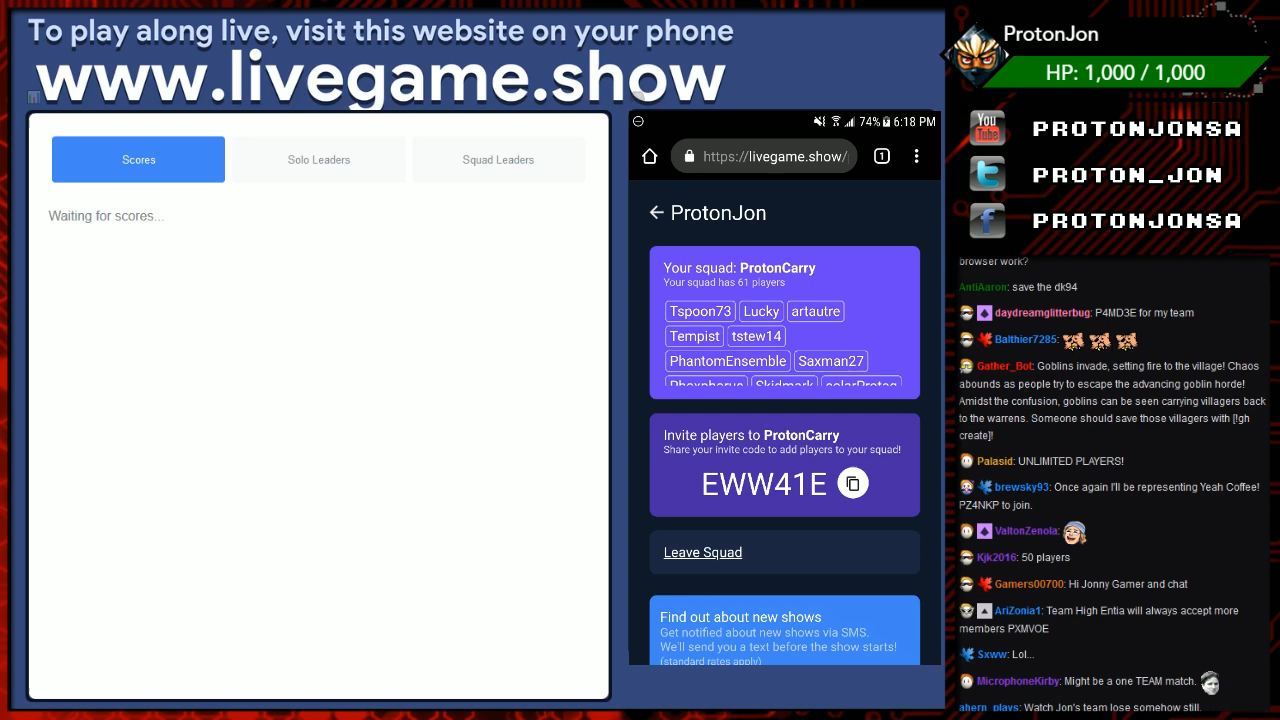 To play along live, visit this website on your phone
www.livegame.show
Scores
Solo Leaders
Squad Leaders
Waiting for scores...
74% 6:18 PM
https://livegame.show/
1
ProtonJon
Your squad: ProtonCarry
Your squad has 61 players
Tspoon73 Lucky artautre
Tempist tstew14
PhantomEnsemble Saxman27
Phoxphorus Skidmark solarProtag
Invite players to ProtonCarry
Share your invite code to add players to your squad!
EWW41E
Leave Squad
Find out about new shows
Get notified about new shows via SMS.
We'll send you a text before the show starts!
(standard rates apply)
ProtonJon
HP: 1,000 / 1,000
You Tube
PROTONJONSA
PROTON_JON
PROTONJONSA
browser work?
AntiAaron: save the dk94
daydreamglitterbug: P4MD3E for my team
Balthier7285:
Gather_Bot: Goblins invade, setting fire to the village! Chaos
abounds as people try to escape the advancing goblin horde!
Amidst the confusion, goblins can be seen carrying villagers back
to the warrens. Someone should save those villagers with [!gh
create]!
Palasid: UNLIMITED PLAYERS!
brewsky93: Once again I'll be representing Yeah Coffee!
PZ4NKP to join.
ValtonZenola:
Kjk2016: 50 players
Gamers00700: Hi Jonny Gamer and chat
AriZonia1: Team High Entia will always accept more
members PXMVOE
Sxww: Lol...
MicrophoneKirby: Might be a one TEAM match.
ahern_plays: Watch Jon's team lose somehow still.